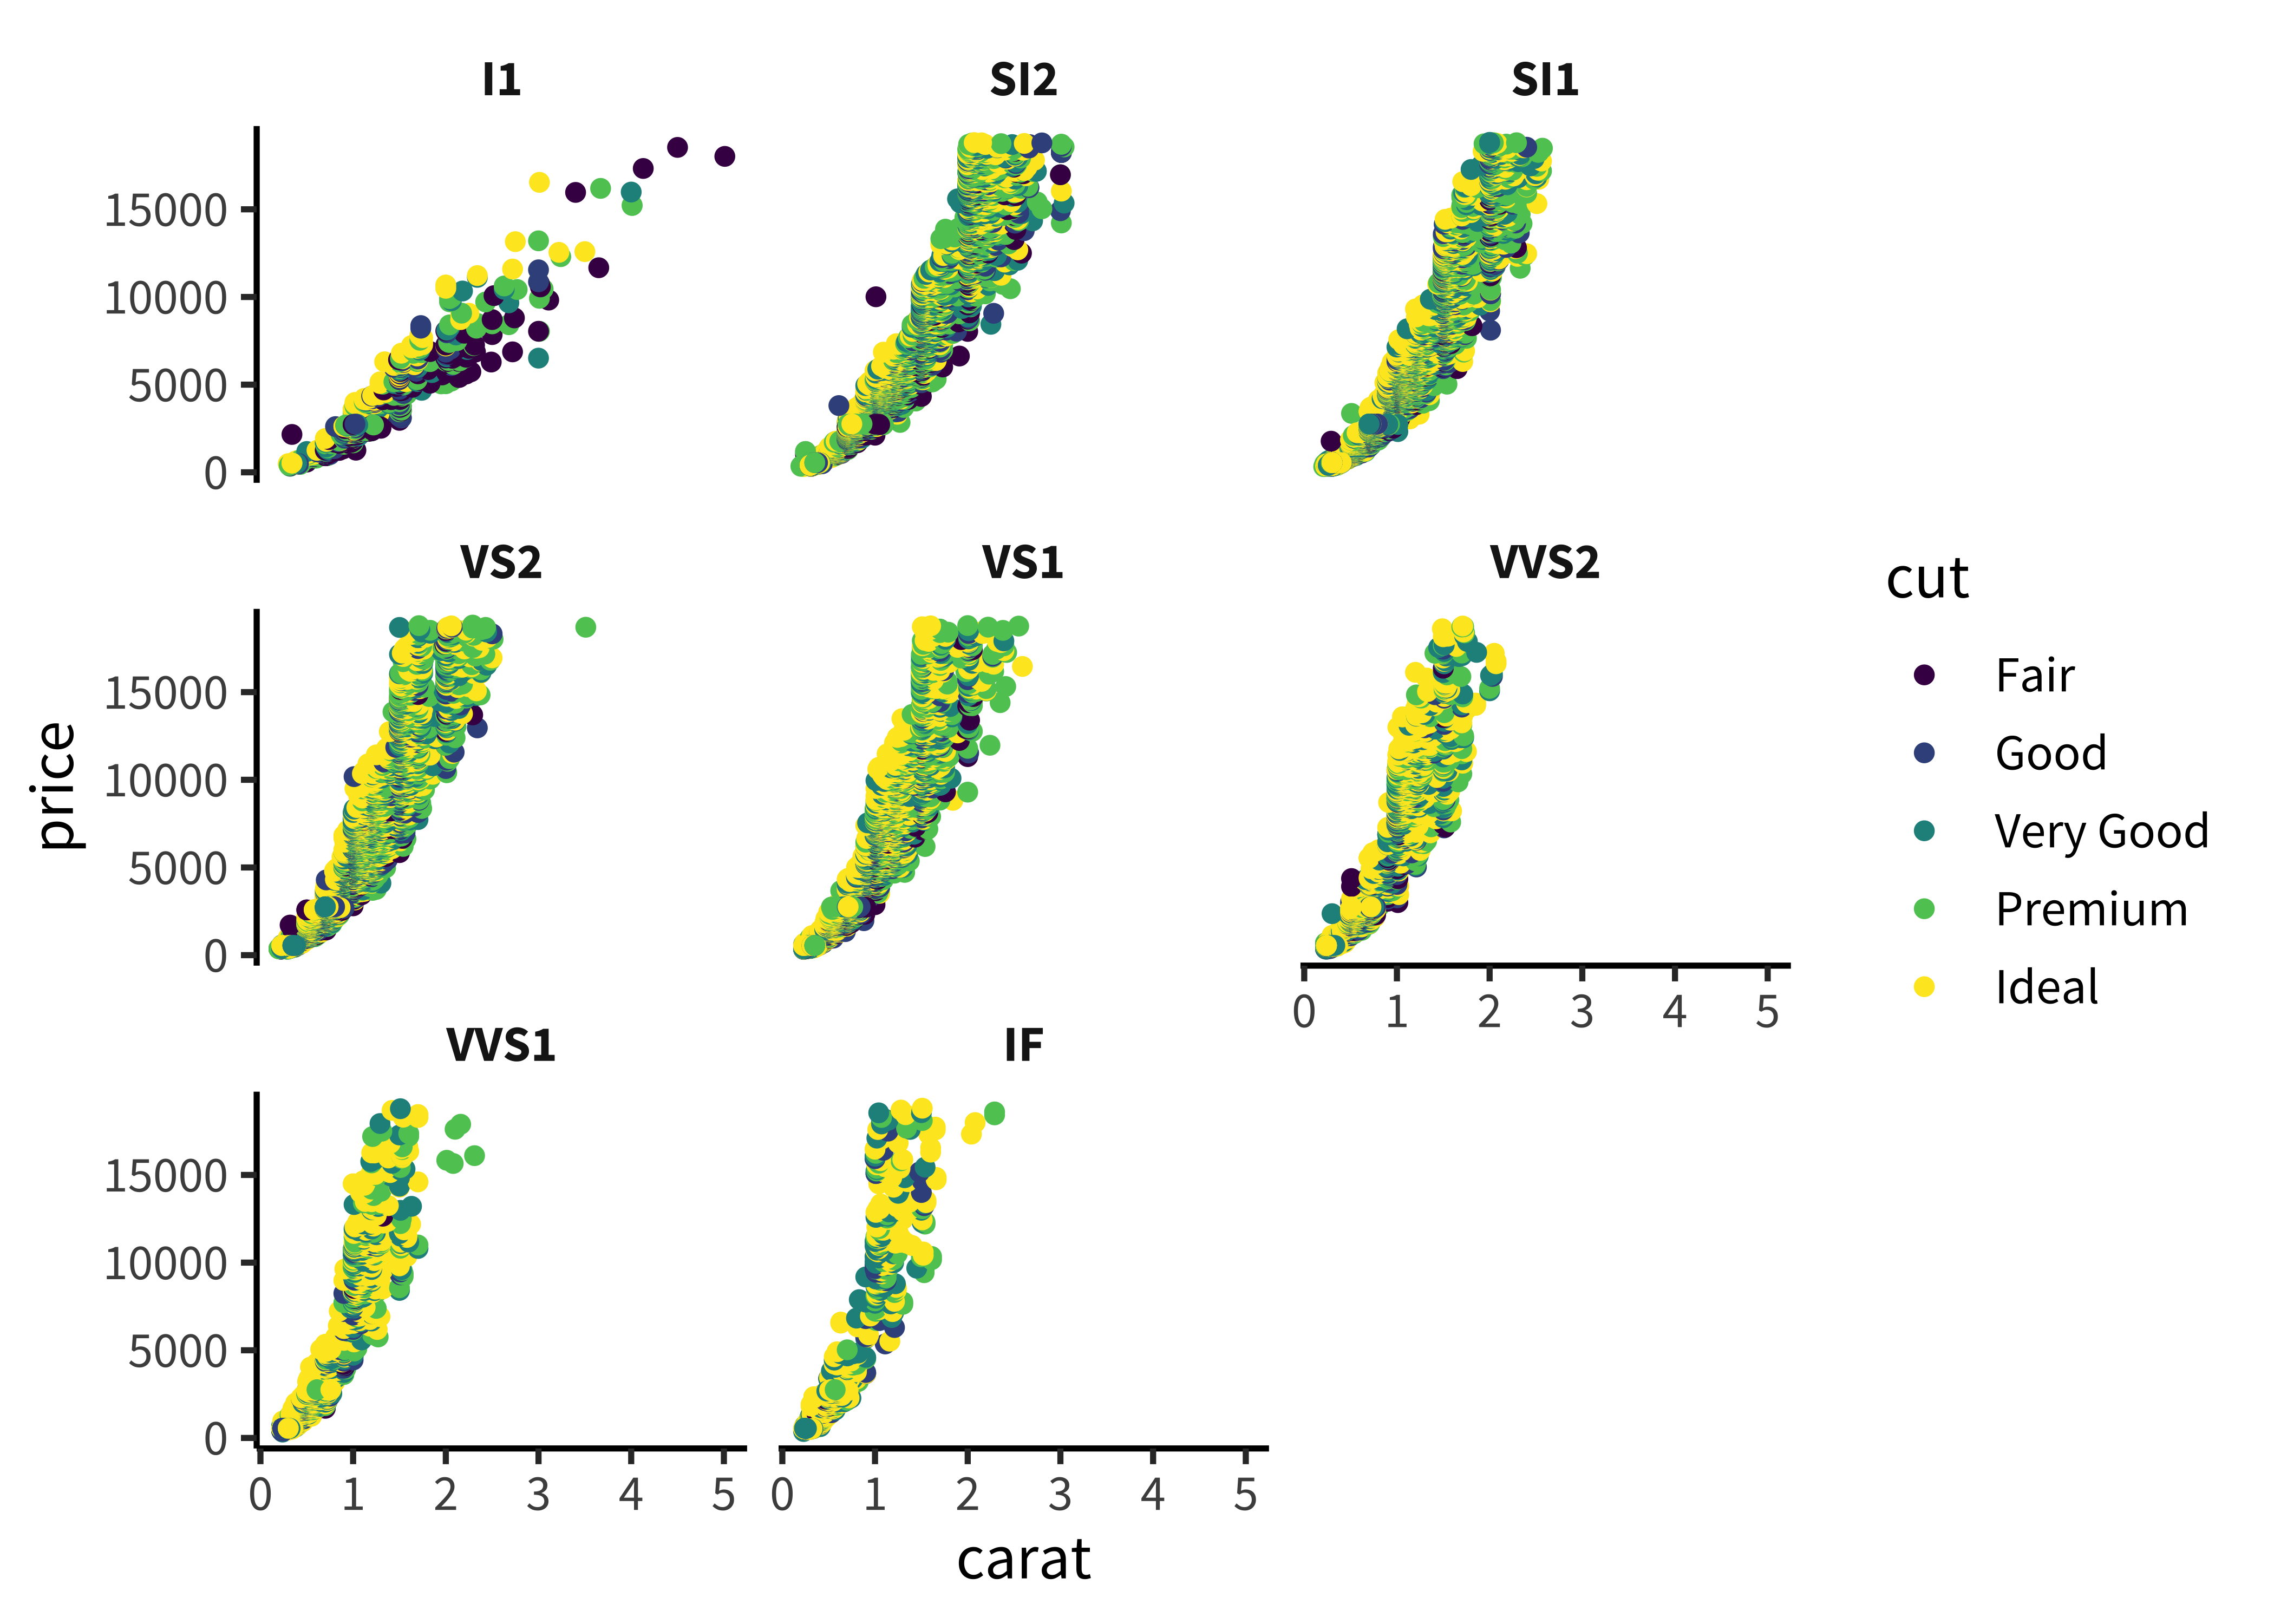 I1
SI2
SI1
15000
10000
5000
0
VS2
VS1
VVS2
15000
10000
5000
0
0 1 2 3 4 5
VVS1
IF
15000
10000
5000
0
0 1 2 3 4 5
0 1 2 3 4 5
price
carat
cut
Fair
Good
Very Good
Premium
Ideal